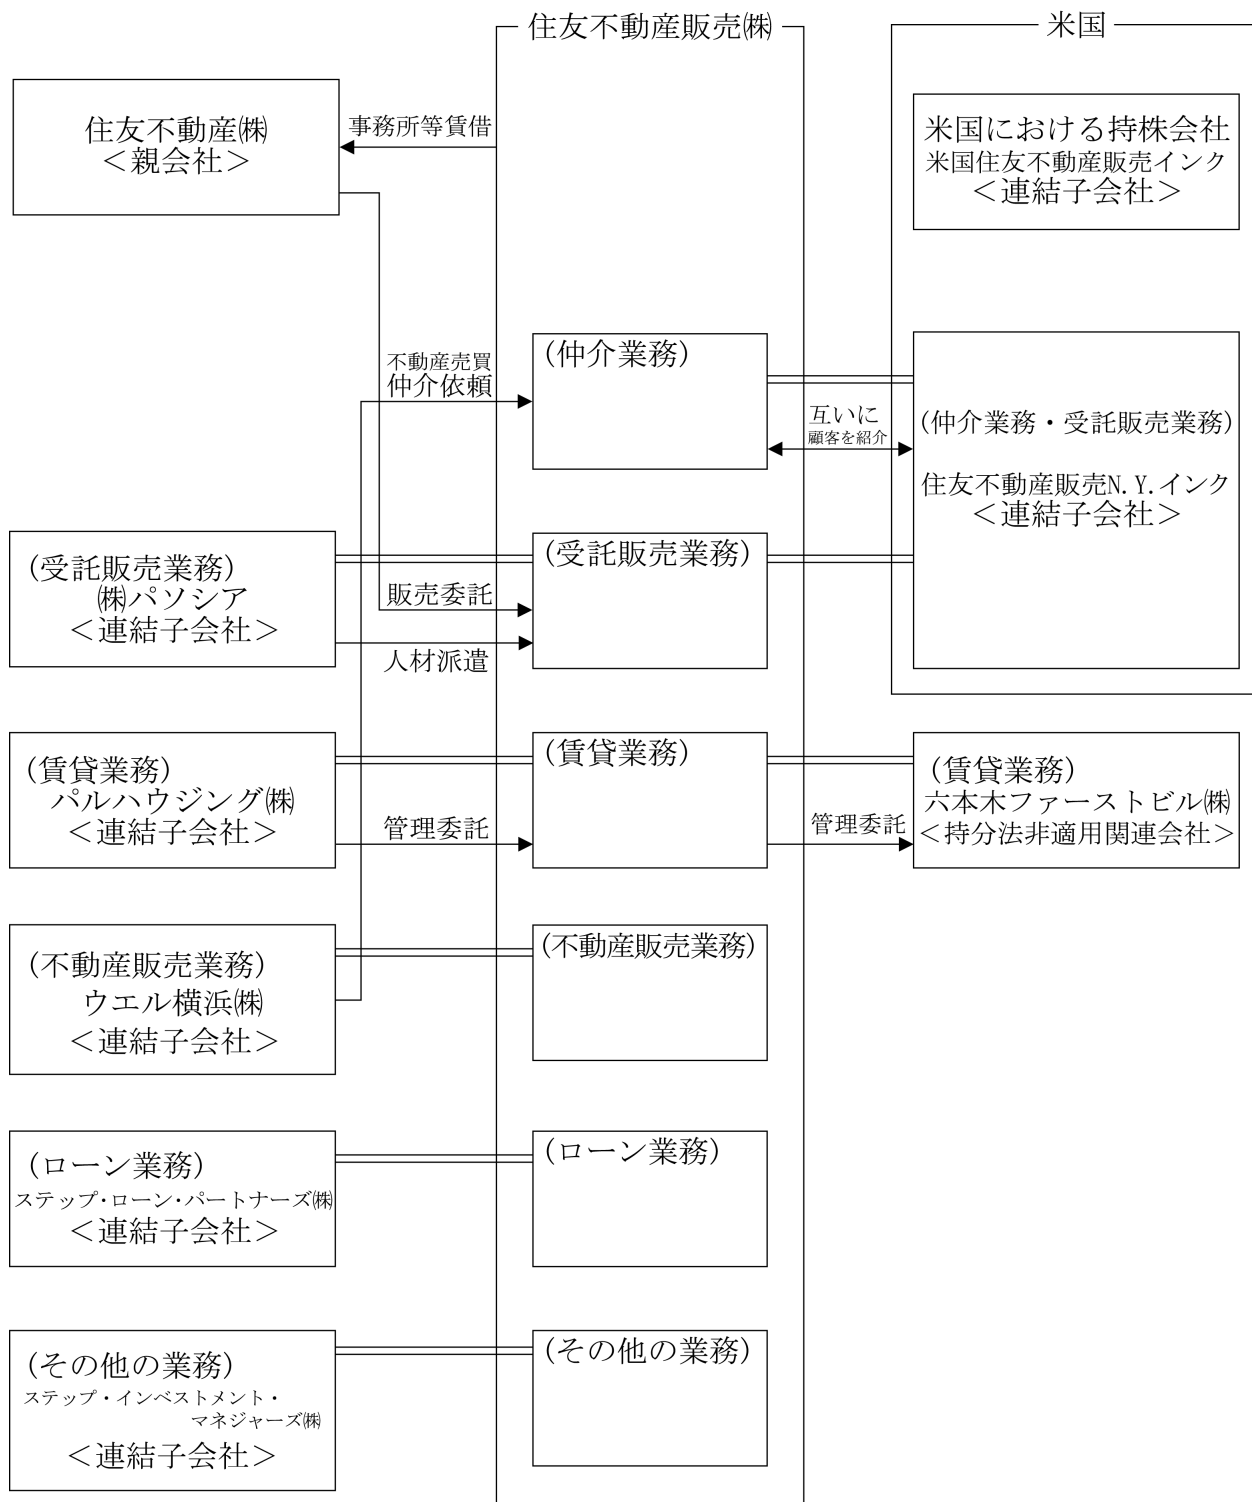 住友不動産販売㈱
米国
住友不動産㈱
＜親会社＞
事務所等賃借
米国における持株会社
米国住友不動産販売インク
＜連結子会社＞
不動産売買
仲介依頼
(仲介業務)
互いに
顧客を紹介
(仲介業務・受託販売業務)
住友不動産販売N.Y.インク
＜連結子会社＞
(受託販売業務)
㈱パソシア
＜連結子会社＞
販売委託
人材派遣
(受託販売業務)
(賃貸業務)
パルハウジング㈱
＜連結子会社＞
管理委託
(賃貸業務)
管理委託
(賃貸業務)
六本木ファーストビル㈱
＜持分法非適用関連会社＞
(不動産販売業務)
ウエル横浜㈱
＜連結子会社＞
(不動産販売業務)
(ローン業務)
ステップ・ローン・パートナーズ㈱
＜連結子会社＞
(ローン業務)
(その他の業務)
ステップ・インベストメント・
マネジャーズ㈱
＜連結子会社＞
(その他の業務)